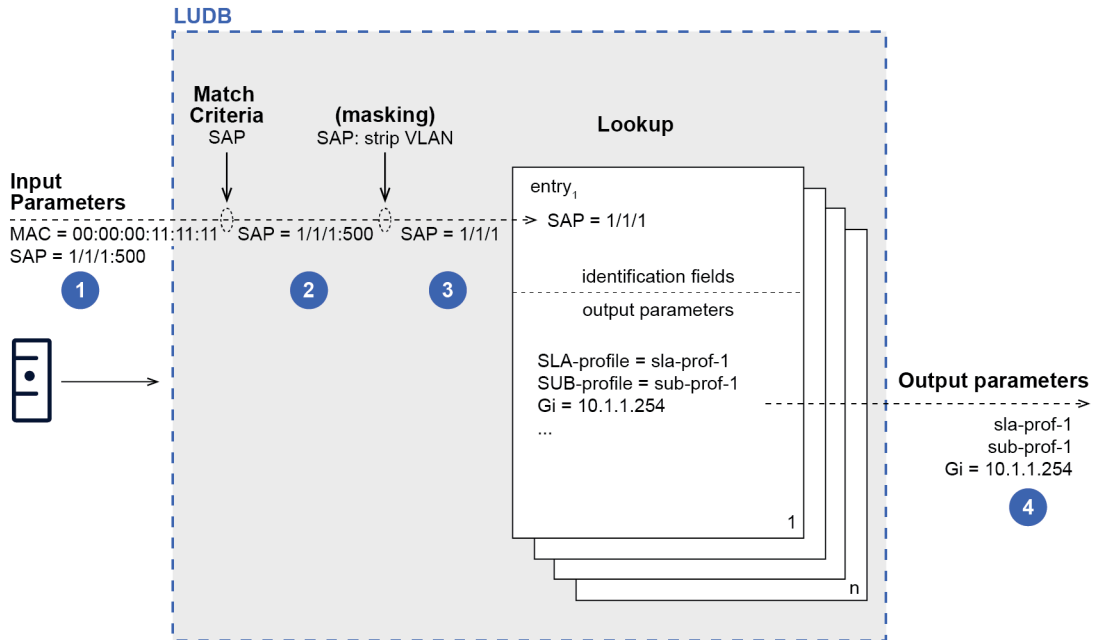 LUDB
Match
Criteria
SAP
(masking)
SAP: strip VLAN
Lookup
Input
Parameters
MAC = 00:00:00:11:11:11
SAP = 1/1/1:500
1
SAP = 1/1/1:500
2
SAP = 1/1/1
3
entry1
SAP = 1/1/1
identification fields
output parameters
SLA-profile = sla-prof-1
SUB-profile = sub-prof-1
Gi = 10.1.1.254
...
1
n
Output parameters
sla-prof-1
sub-prof-1
Gi = 10.1.1.254
4